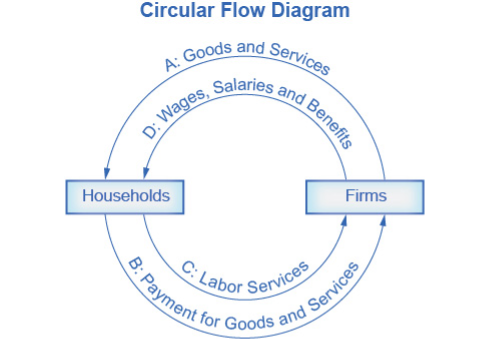 Circular Flow Diagram
A: Goods and Services
D: Wages, Salaries and Benefits
Households
Firms
C: Labor Services
B: Payment for Goods and Services